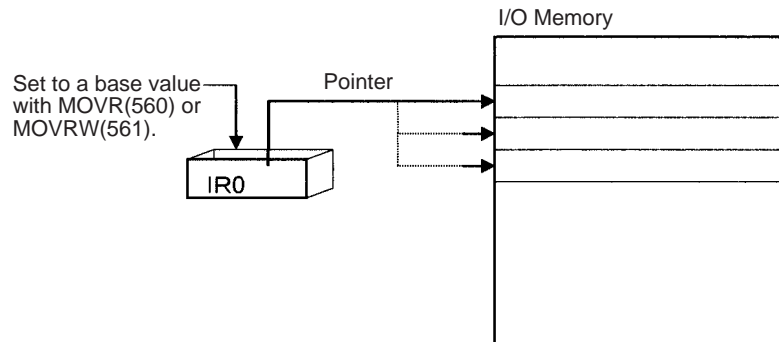 I/O Memory
Set to a base value
with MOVR(560) or
MOVRW(561).
Pointer
IR0